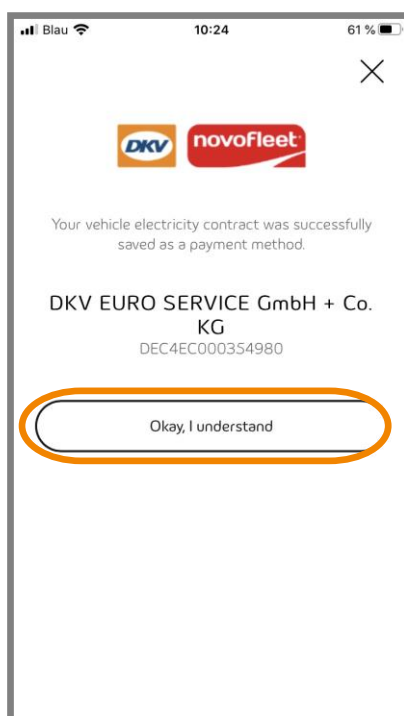 Blau 10:24 61 %
DKV novofleet
Your vehicle electricity contract was successfully
saved as a payment method.
DKV EURO SERVICE GmbH + Co.
KG
DEC4EC000354980
Okay, I understand